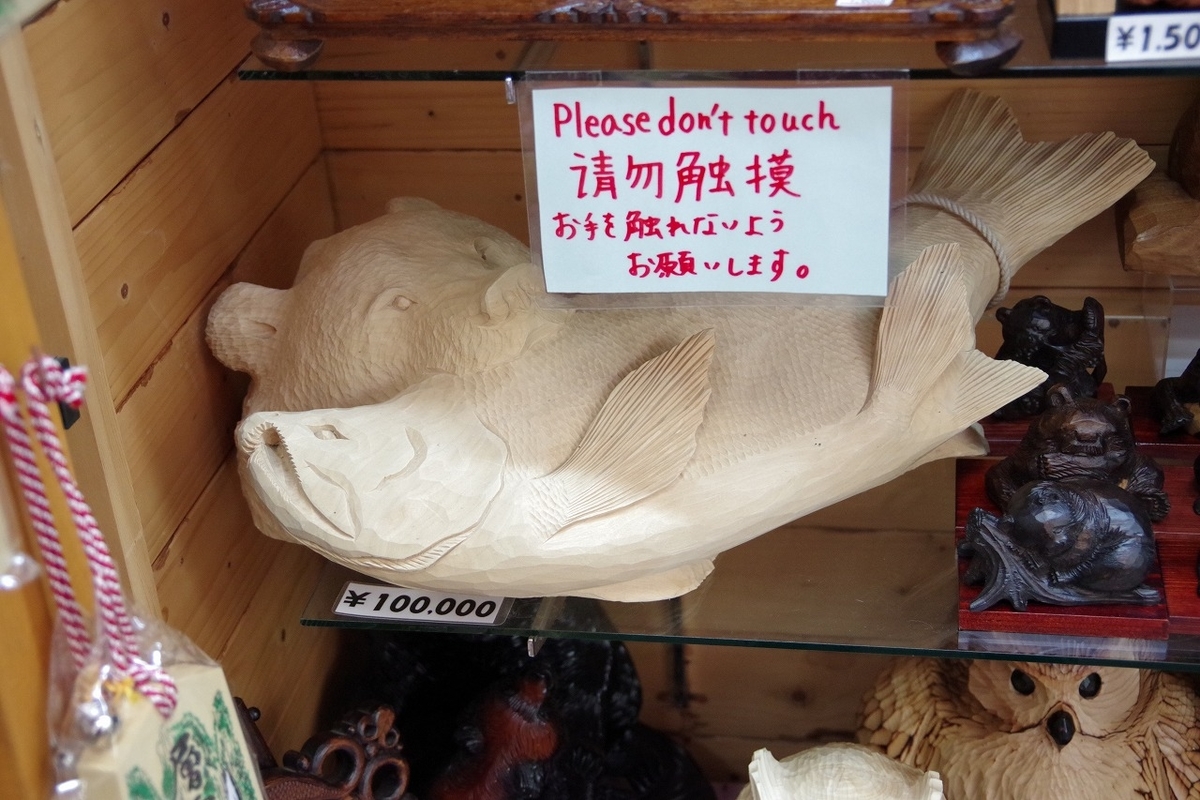 ¥1.50
Please don't touch
请勿触摸
お手を触れないよう
お願いします。
¥100,000